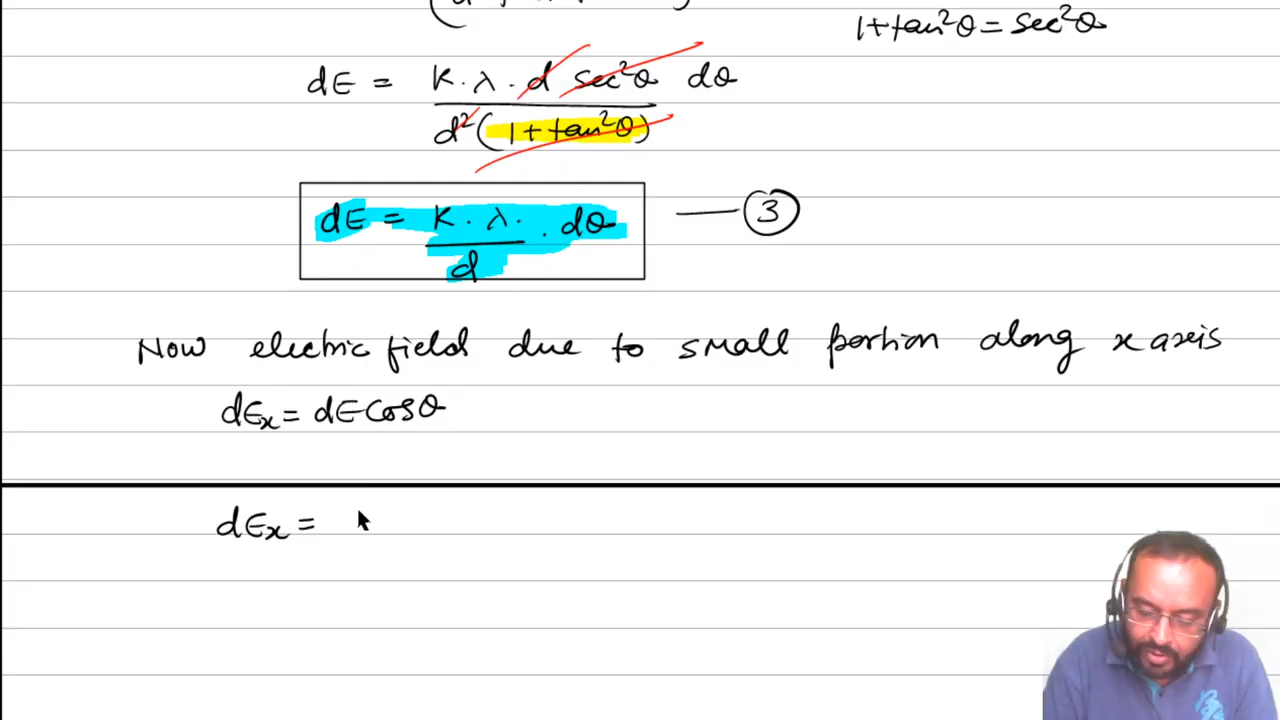 1+tan²θ = sec²θ
dE = K.λ.d sec²θ dθ
d²(1+tan²θ)
dE = K.λ. . dθ
d
3
Now electric field due to small portion along x axis
dEx = dE Cosθ
dEx =